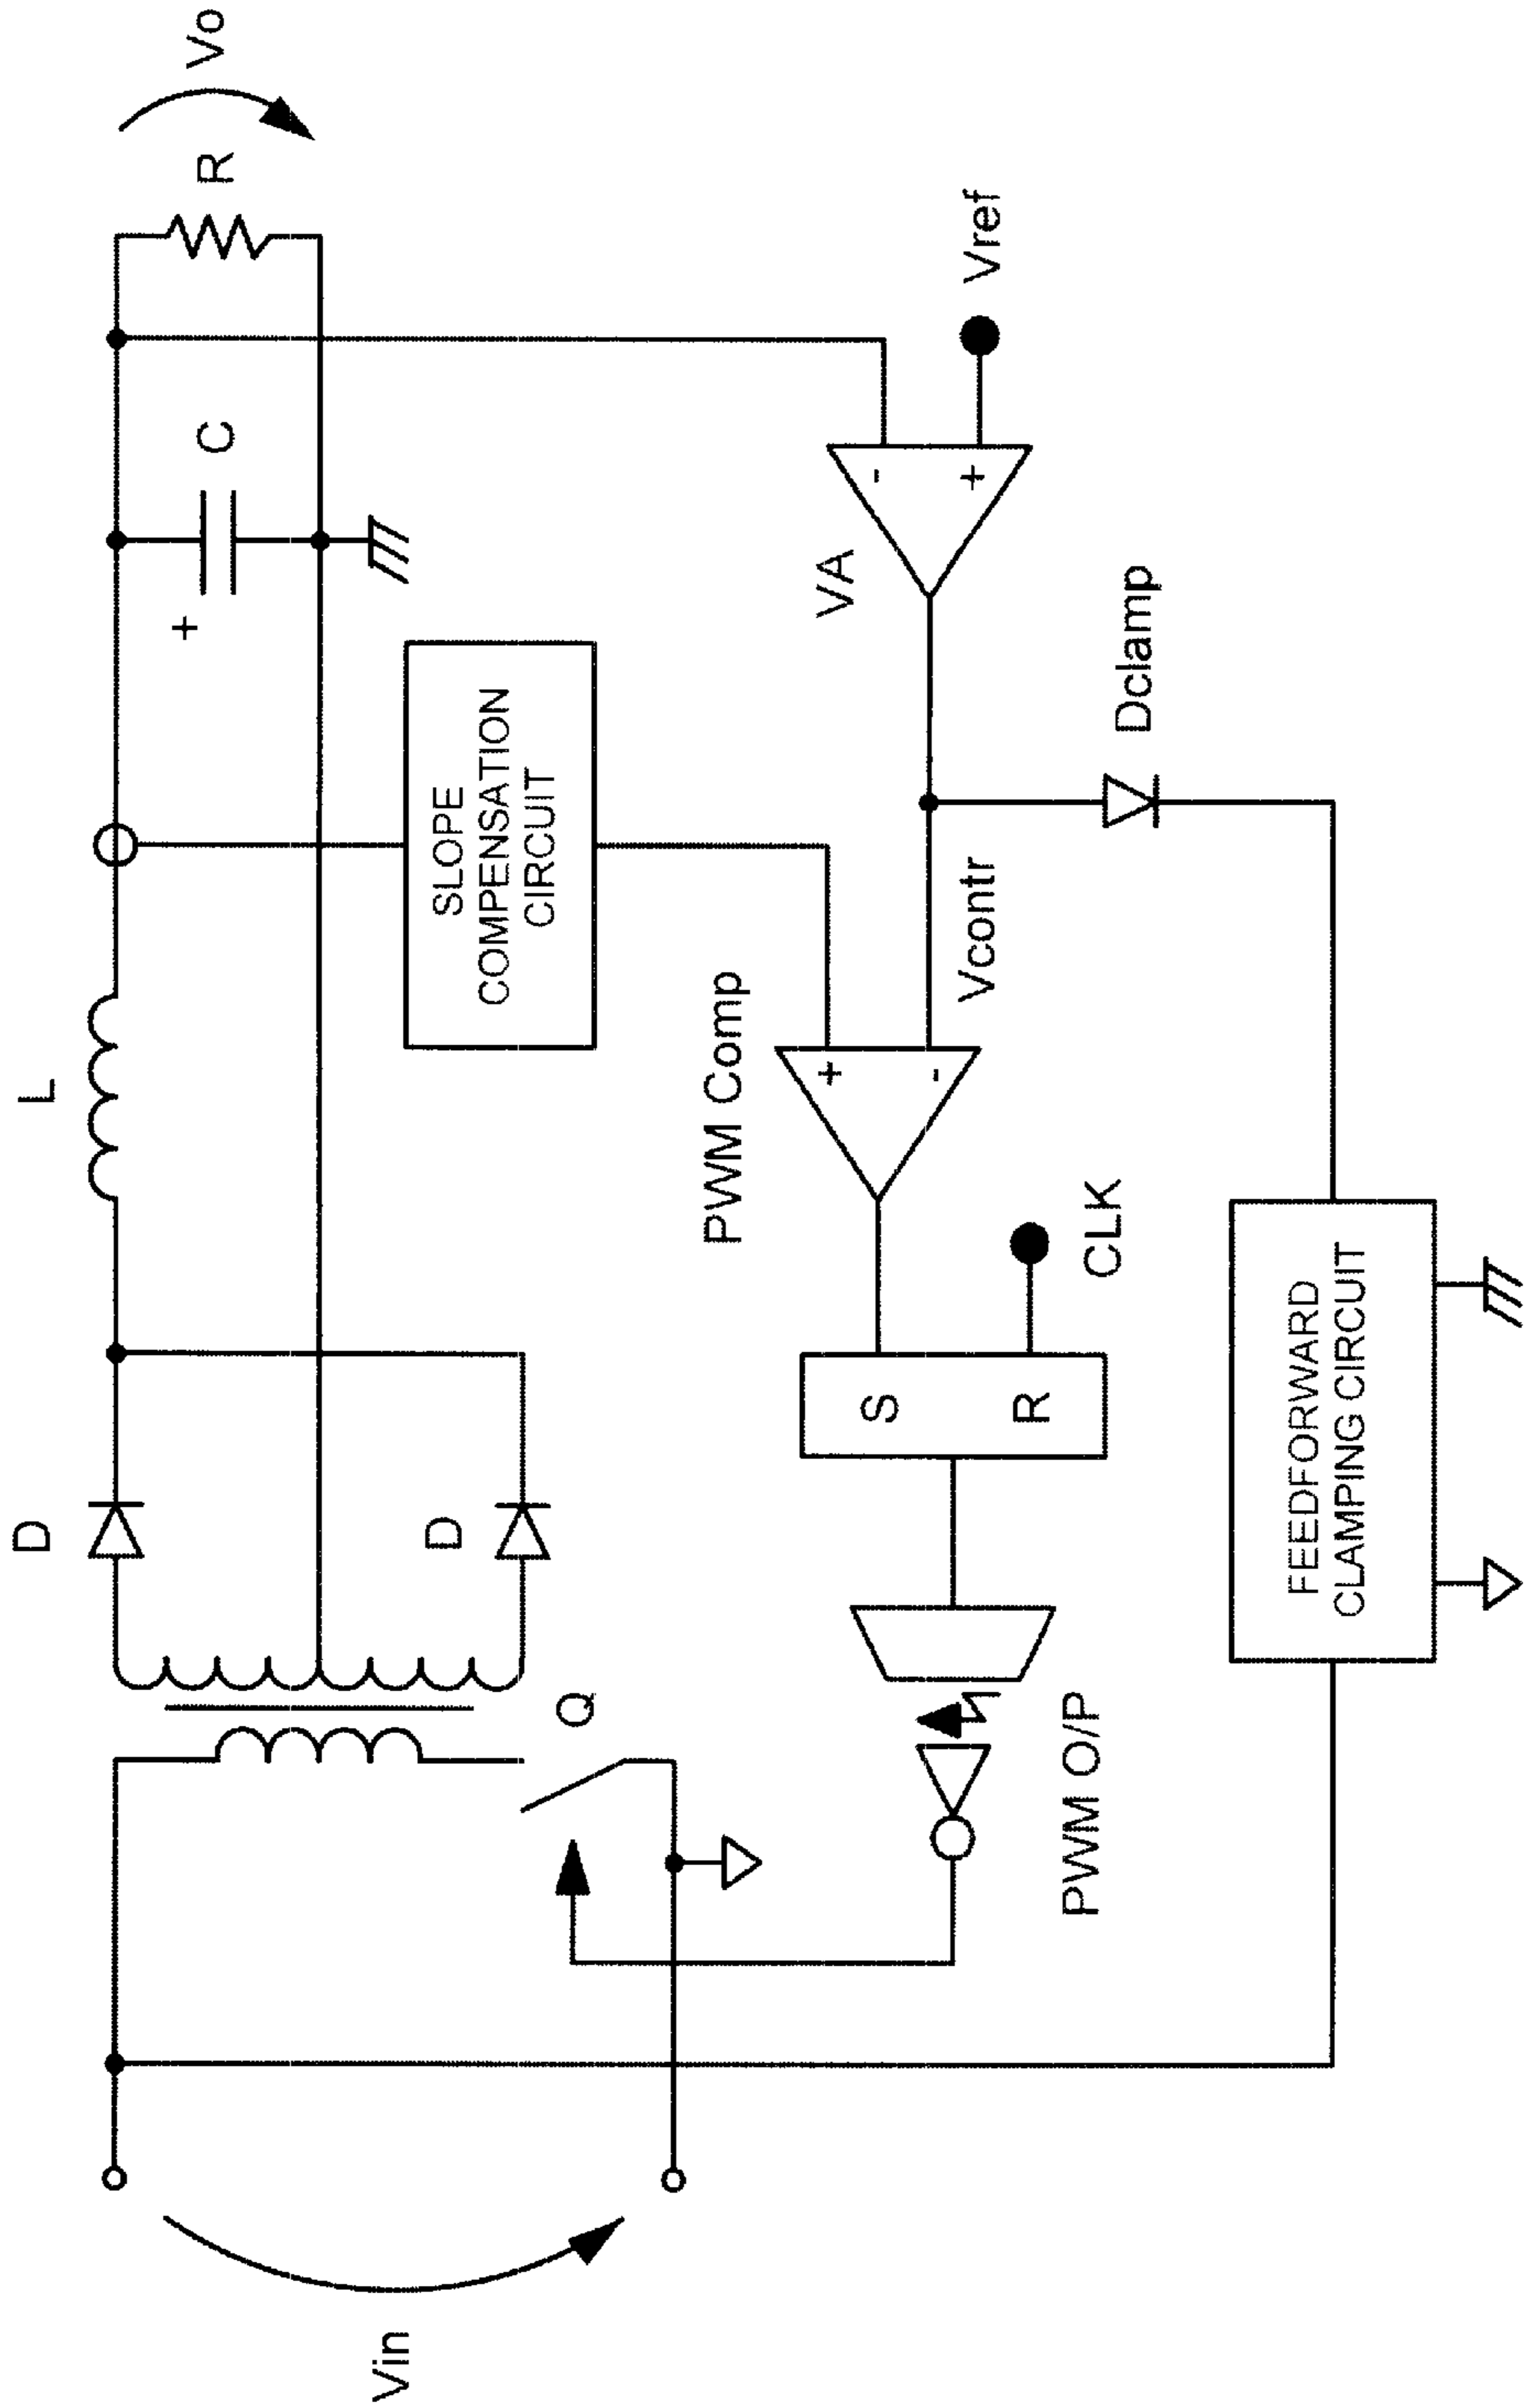 Vin
D
L
+
C
R
Vo
D
Q
SLOPE
COMPENSATION
CIRCUIT
PWM Comp
+
-
VA
-
+
Vref
Vcontr
S
R
CLK
Dclamp
PWM O/P
FEEDFORWARD
CLAMPING CIRCUIT